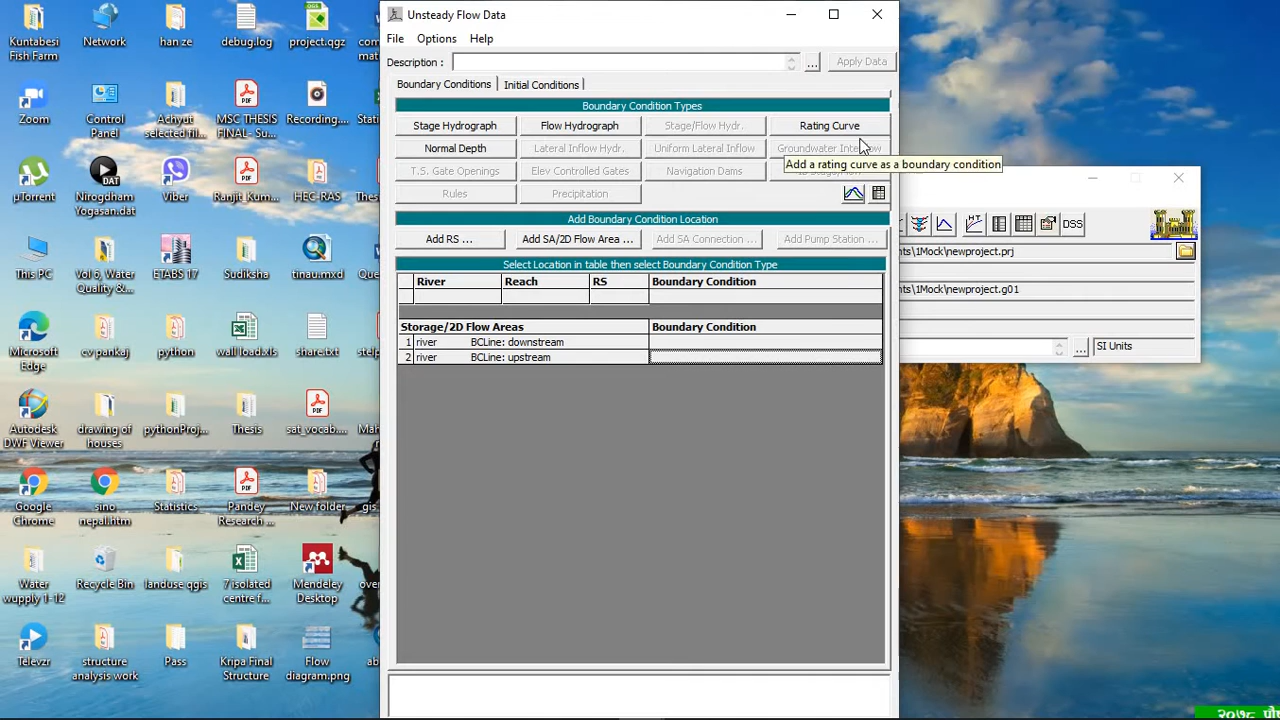 Unsteady Flow Data
File Options Help
Description :
...
Apply Data
Boundary Conditions
Initial Conditions
Boundary Condition Types
Stage Hydrograph
Flow Hydrograph
Stage/Flow Hydr.
Rating Curve
Normal Depth
Lateral Inflow Hydr.
Uniform Lateral Inflow
Add a rating curve as a boundary condition
T.S. Gate Openings
Elev Controlled Gates
Navigation Dams
Rules
Precipitation
Add Boundary Condition Location
Add RS ...
Add SA/2D Flow Area ...
Add SA Connection ...
Add Pump Station ...
Select Location in table then select Boundary Condition Type
River Reach RS Boundary Condition
Storage/2D Flow Areas Boundary Condition
1 river BCLine: downstream
2 river BCLine: upstream
DSS
nts\1Mock\newproject.prj
nts\1Mock\newproject.g01
...
SI Units
Kuntabesi
Fish Farm
Network
han ze
debug.log
project.qgz
Zoom
Control
Panel
Achyut
selected fil...
MSC THESIS
FINAL- Su...
Recording....
µTorrent
DAT
Nirogdham
Yogasan.dat
Viber
Ranjit_Kum...
HEC-RAS
This PC
Vol 6, Water
Quality &...
ETABS 17
Sudiksha
tinau.mxd
Microsoft
Edge
cv pankaj
python
wall load.xls
share.txt
Autodesk
DWF Viewer
drawing of
houses
pythonProj...
Thesis
sat_vocab....
Google
Chrome
sino
nepal.htm
Statistics
Pandey
Research ...
New folder
Water
wupply 1-12
Recycle Bin
landuse qgis
7 isolated
centre f...
Mendeley
Desktop
Televzr
structure
analysis work
Pass
Kripa Final
Structure
Flow
diagram.png